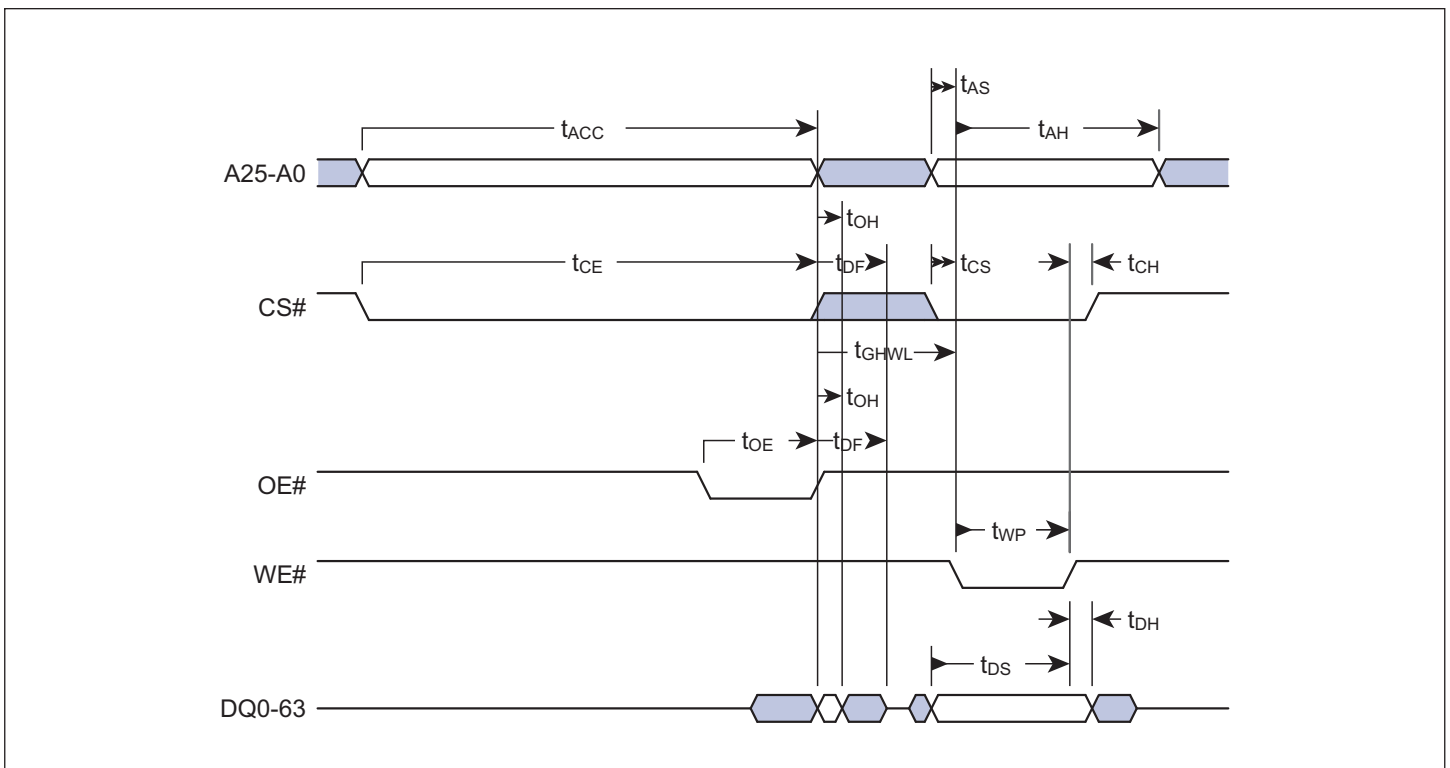 tAS
tACC tAH
A25-A0
tOH
tCE tDF tCS tCH
CS#
tGHWL
tOH
tOE tDF
OE#
tWP
WE#
tDH
tDS
DQ0-63